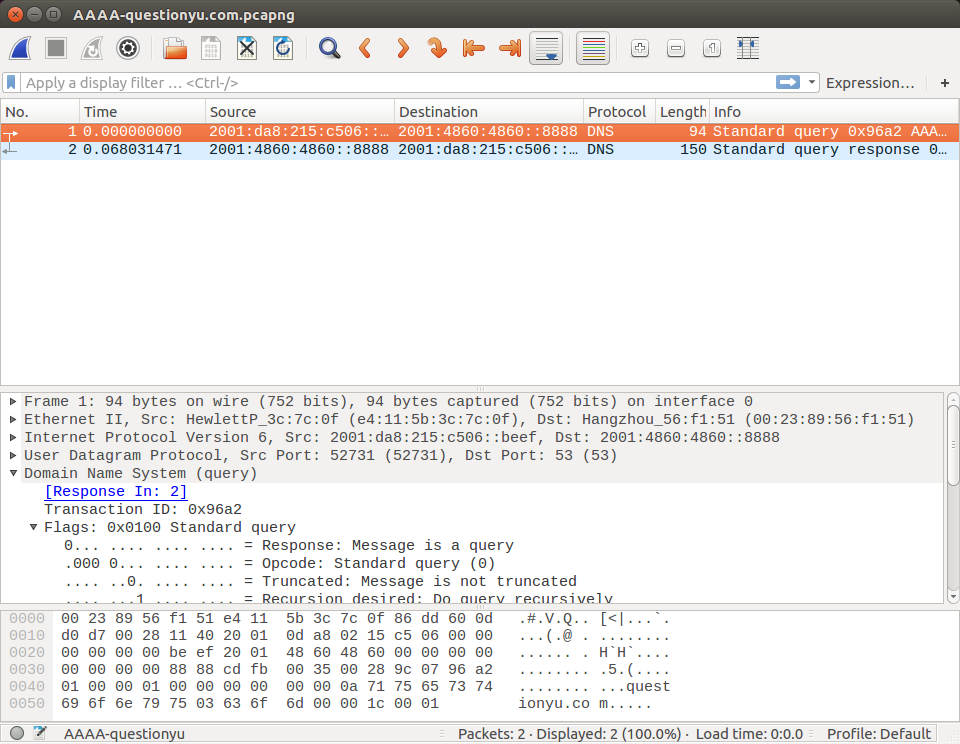 AAAA-questionyu.com.pcapng
Apply a display filter … <Ctrl-/> Expression… +
No. Time Source Destination Protocol Length Info
1 0.000000000 2001:da8:215:c506::… 2001:4860:4860::8888 DNS 94 Standard query 0x96a2 AAA…
2 0.068031471 2001:4860:4860::8888 2001:da8:215:c506::… DNS 150 Standard query response 0…
Frame 1: 94 bytes on wire (752 bits), 94 bytes captured (752 bits) on interface 0
Ethernet II, Src: HewlettP_3c:7c:0f (e4:11:5b:3c:7c:0f), Dst: Hangzhou_56:f1:51 (00:23:89:56:f1:51)
Internet Protocol Version 6, Src: 2001:da8:215:c506::beef, Dst: 2001:4860:4860::8888
User Datagram Protocol, Src Port: 52731 (52731), Dst Port: 53 (53)
Domain Name System (query)
[Response In: 2]
Transaction ID: 0x96a2
Flags: 0x0100 Standard query
0... .... .... .... = Response: Message is a query
.000 0... .... .... = Opcode: Standard query (0)
.... ..0. .... .... = Truncated: Message is not truncated
.... ...1 .... .... = Recursion desired: Do query recursively
0000 00 23 89 56 f1 51 e4 11 5b 3c 7c 0f 86 dd 60 0d .#.V.Q.. [<|...`.
0010 d0 d7 00 28 11 40 20 01 0d a8 02 15 c5 06 00 00 ...(.@ . ........
0020 00 00 00 00 be ef 20 01 48 60 48 60 00 00 00 00 ...... . H`H`....
0030 00 00 00 00 88 88 cd fb 00 35 00 28 9c 07 96 a2 ........ .5.(....
0040 01 00 00 01 00 00 00 00 00 00 0a 71 75 65 73 74 ........ ...quest
0050 69 6f 6e 79 75 03 63 6f 6d 00 00 1c 00 01 ionyu.co m.....
AAAA-questionyu Packets: 2 · Displayed: 2 (100.0%) · Load time: 0:0.0 Profile: Default